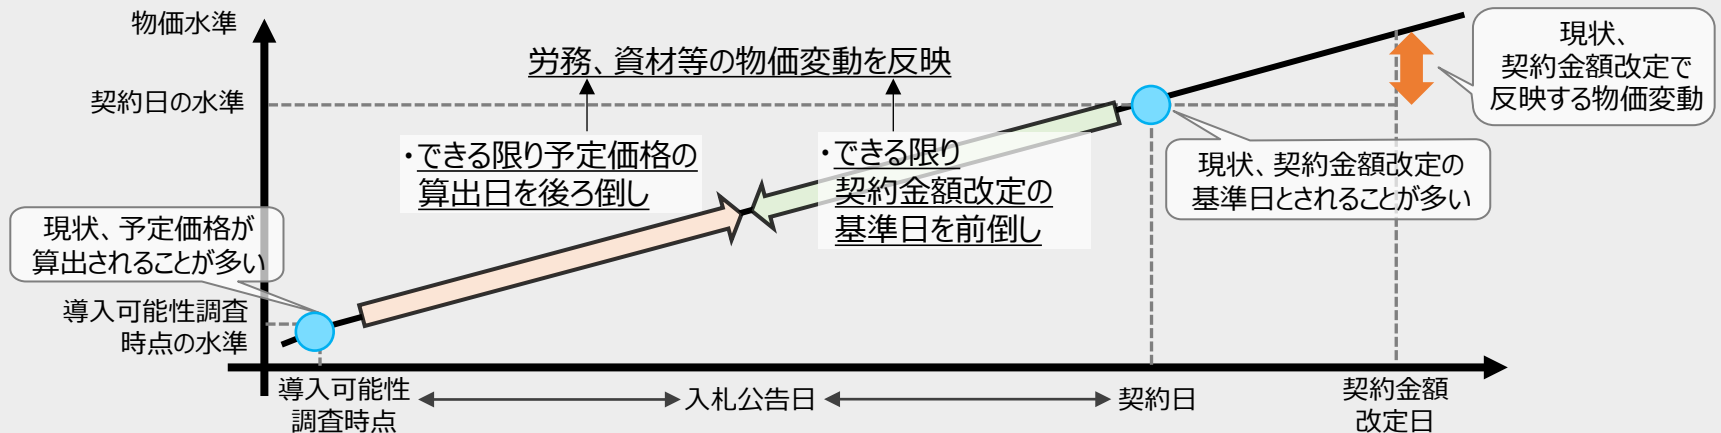 物価水準
労務、資材等の物価変動を反映
現状、
契約金額改定で
反映する物価変動
契約日の水準
・できる限り予定価格の
算出日を後ろ倒し
・できる限り
契約金額改定の
基準日を前倒し
現状、契約金額改定の
基準日とされることが多い
現状、予定価格が
算出されることが多い
導入可能性調査
時点の水準
導入可能性
調査時点
入札公告日
契約日
契約金額
改定日